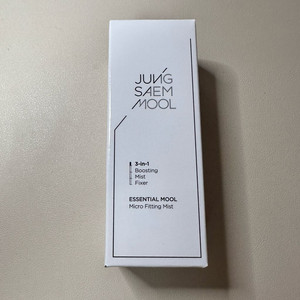 JUNG
SAEM
MOOL
3-in-1
Boosting
Mist
Fixer
ESSENTIAL MOOL
Micro Fitting Mist